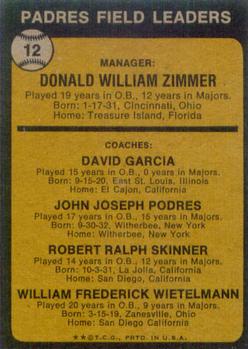 PADRES FIELD LEADERS
12
MANAGER:
DONALD WILLIAM ZIMMER
Played 19 years in O.B., 12 years in Majors.
Born: 1-17-31, Cincinnati, Ohio
Home: Treasure Island, Florida
COACHES:
DAVID GARCIA
Played 15 years in O.B., 0 years in Majors.
Born: 9-15-20, East St. Louis, Illinois
Home: El Cajon, California
JOHN JOSEPH PODRES
Played 17 years in O.B., 15 years in Majors.
Born: 9-30-32, Witherbee, New York
Home: Witherbee, New York
ROBERT RALPH SKINNER
Played 14 years in O.B., 12 years in Majors.
Born: 10-3-31, La Jolla, California
Home: San Diego, California
WILLIAM FREDERICK WIETELMANN
Played 20 years in O.B., 9 years in Majors.
Born: 3-15-19, Zanesville, Ohio
Home: San Diego, California
★★©T.C.G., PRTD. IN U.S.A.